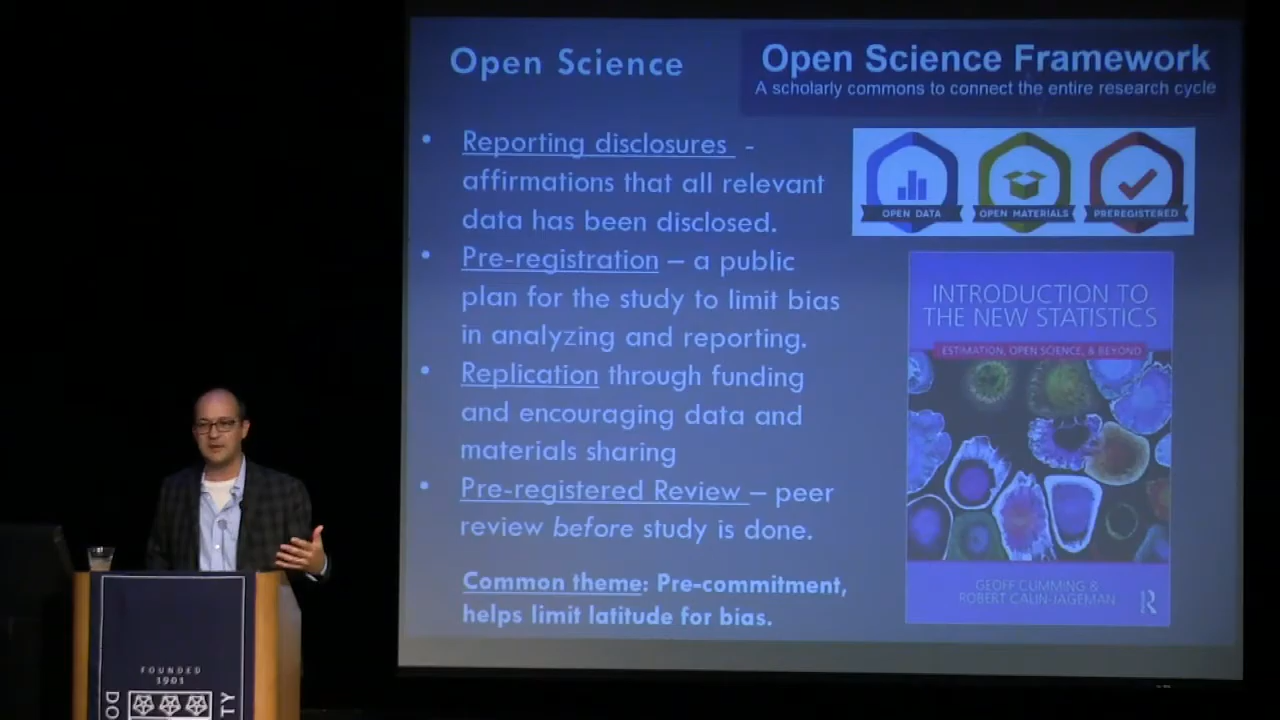 Open Science
Open Science Framework
A scholarly commons to connect the entire research cycle
• Reporting disclosures -
affirmations that all relevant
data has been disclosed.
• Pre-registration – a public
plan for the study to limit bias
in analyzing and reporting.
• Replication through funding
and encouraging data and
materials sharing
• Pre-registered Review – peer
review before study is done.
Common theme: Pre-commitment,
helps limit latitude for bias.
OPEN DATA
OPEN MATERIALS
PREREGISTERED
INTRODUCTION TO
THE NEW STATISTICS
ESTIMATION, OPEN SCIENCE, & BEYOND
GEOFF CUMMING &
ROBERT CALIN-JAGEMAN
R
FOUNDED
1901
DO
TY